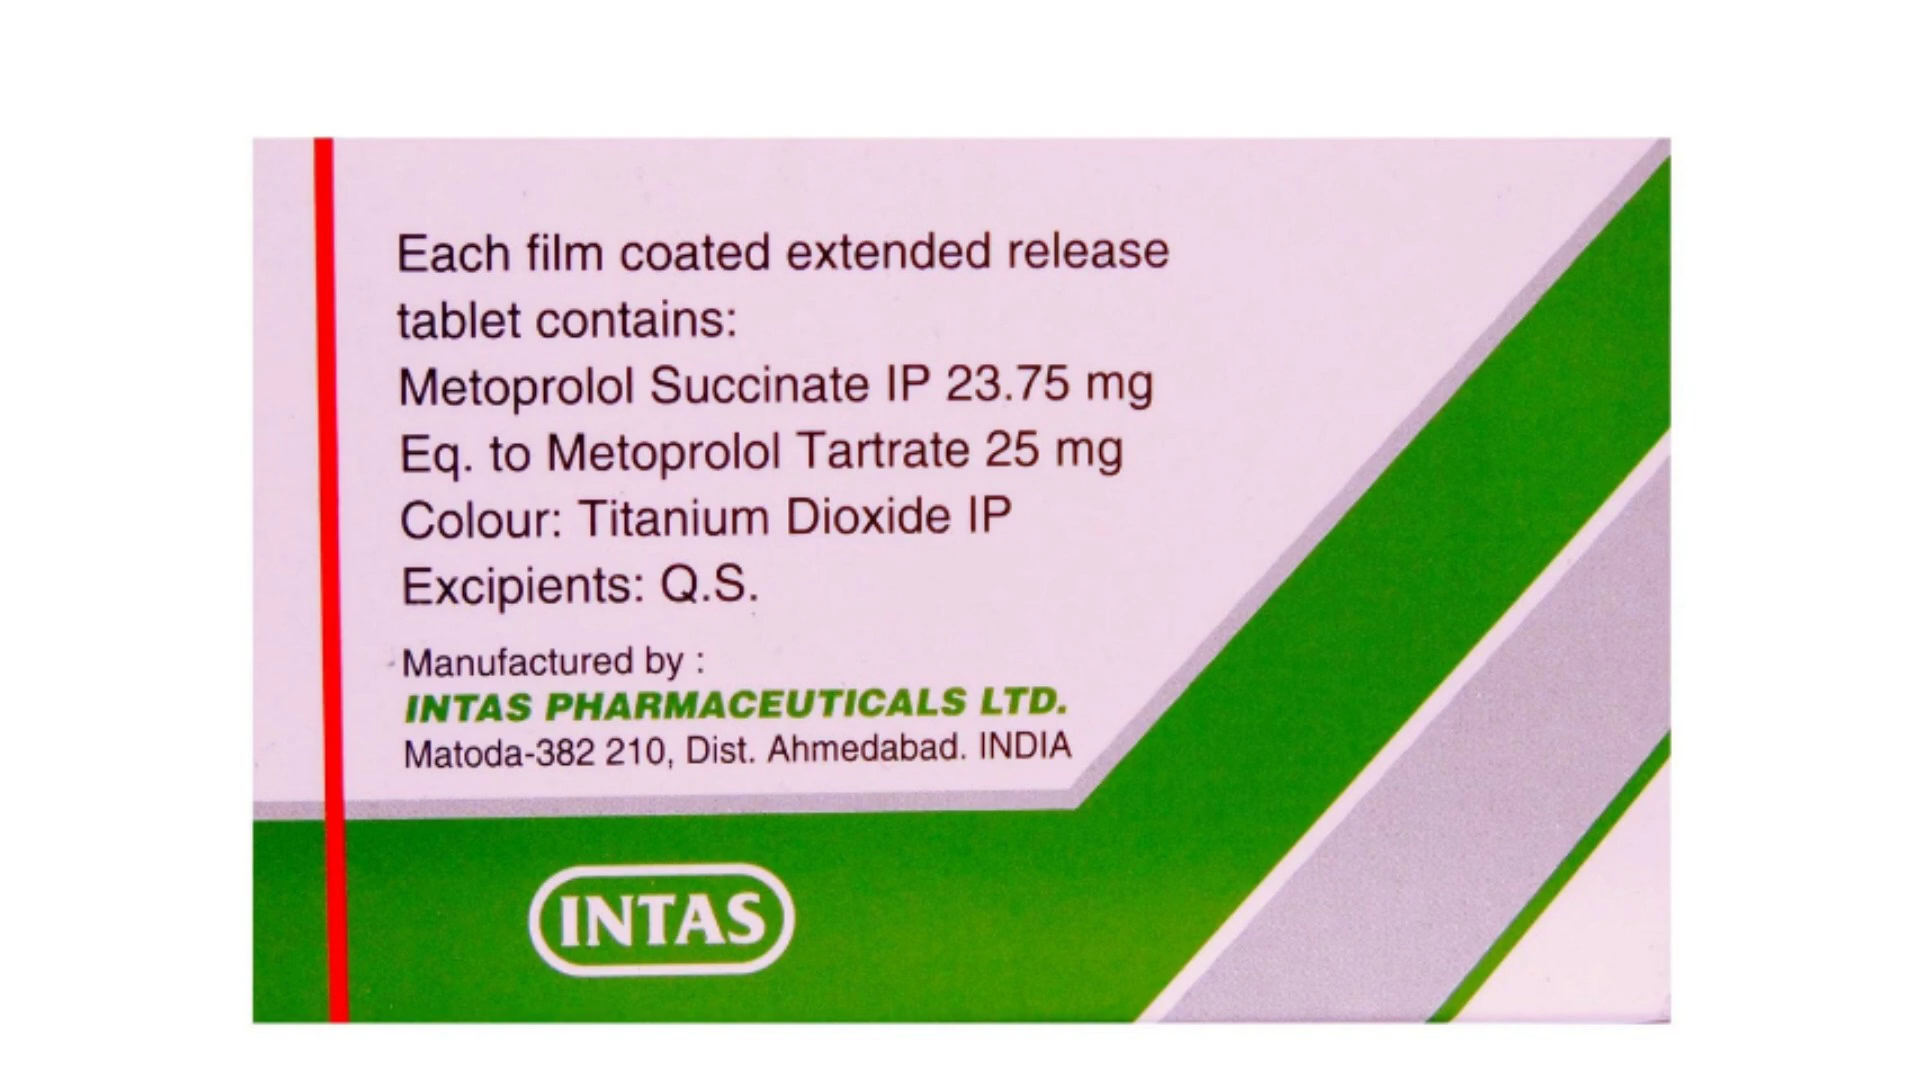 Each film coated extended release
tablet contains:
Metoprolol Succinate IP 23.75 mg
Eq. to Metoprolol Tartrate 25 mg
Colour: Titanium Dioxide IP
Excipients: Q.S.
Manufactured by :
INTAS PHARMACEUTICALS LTD.
Matoda-382 210, Dist. Ahmedabad. INDIA
INTAS